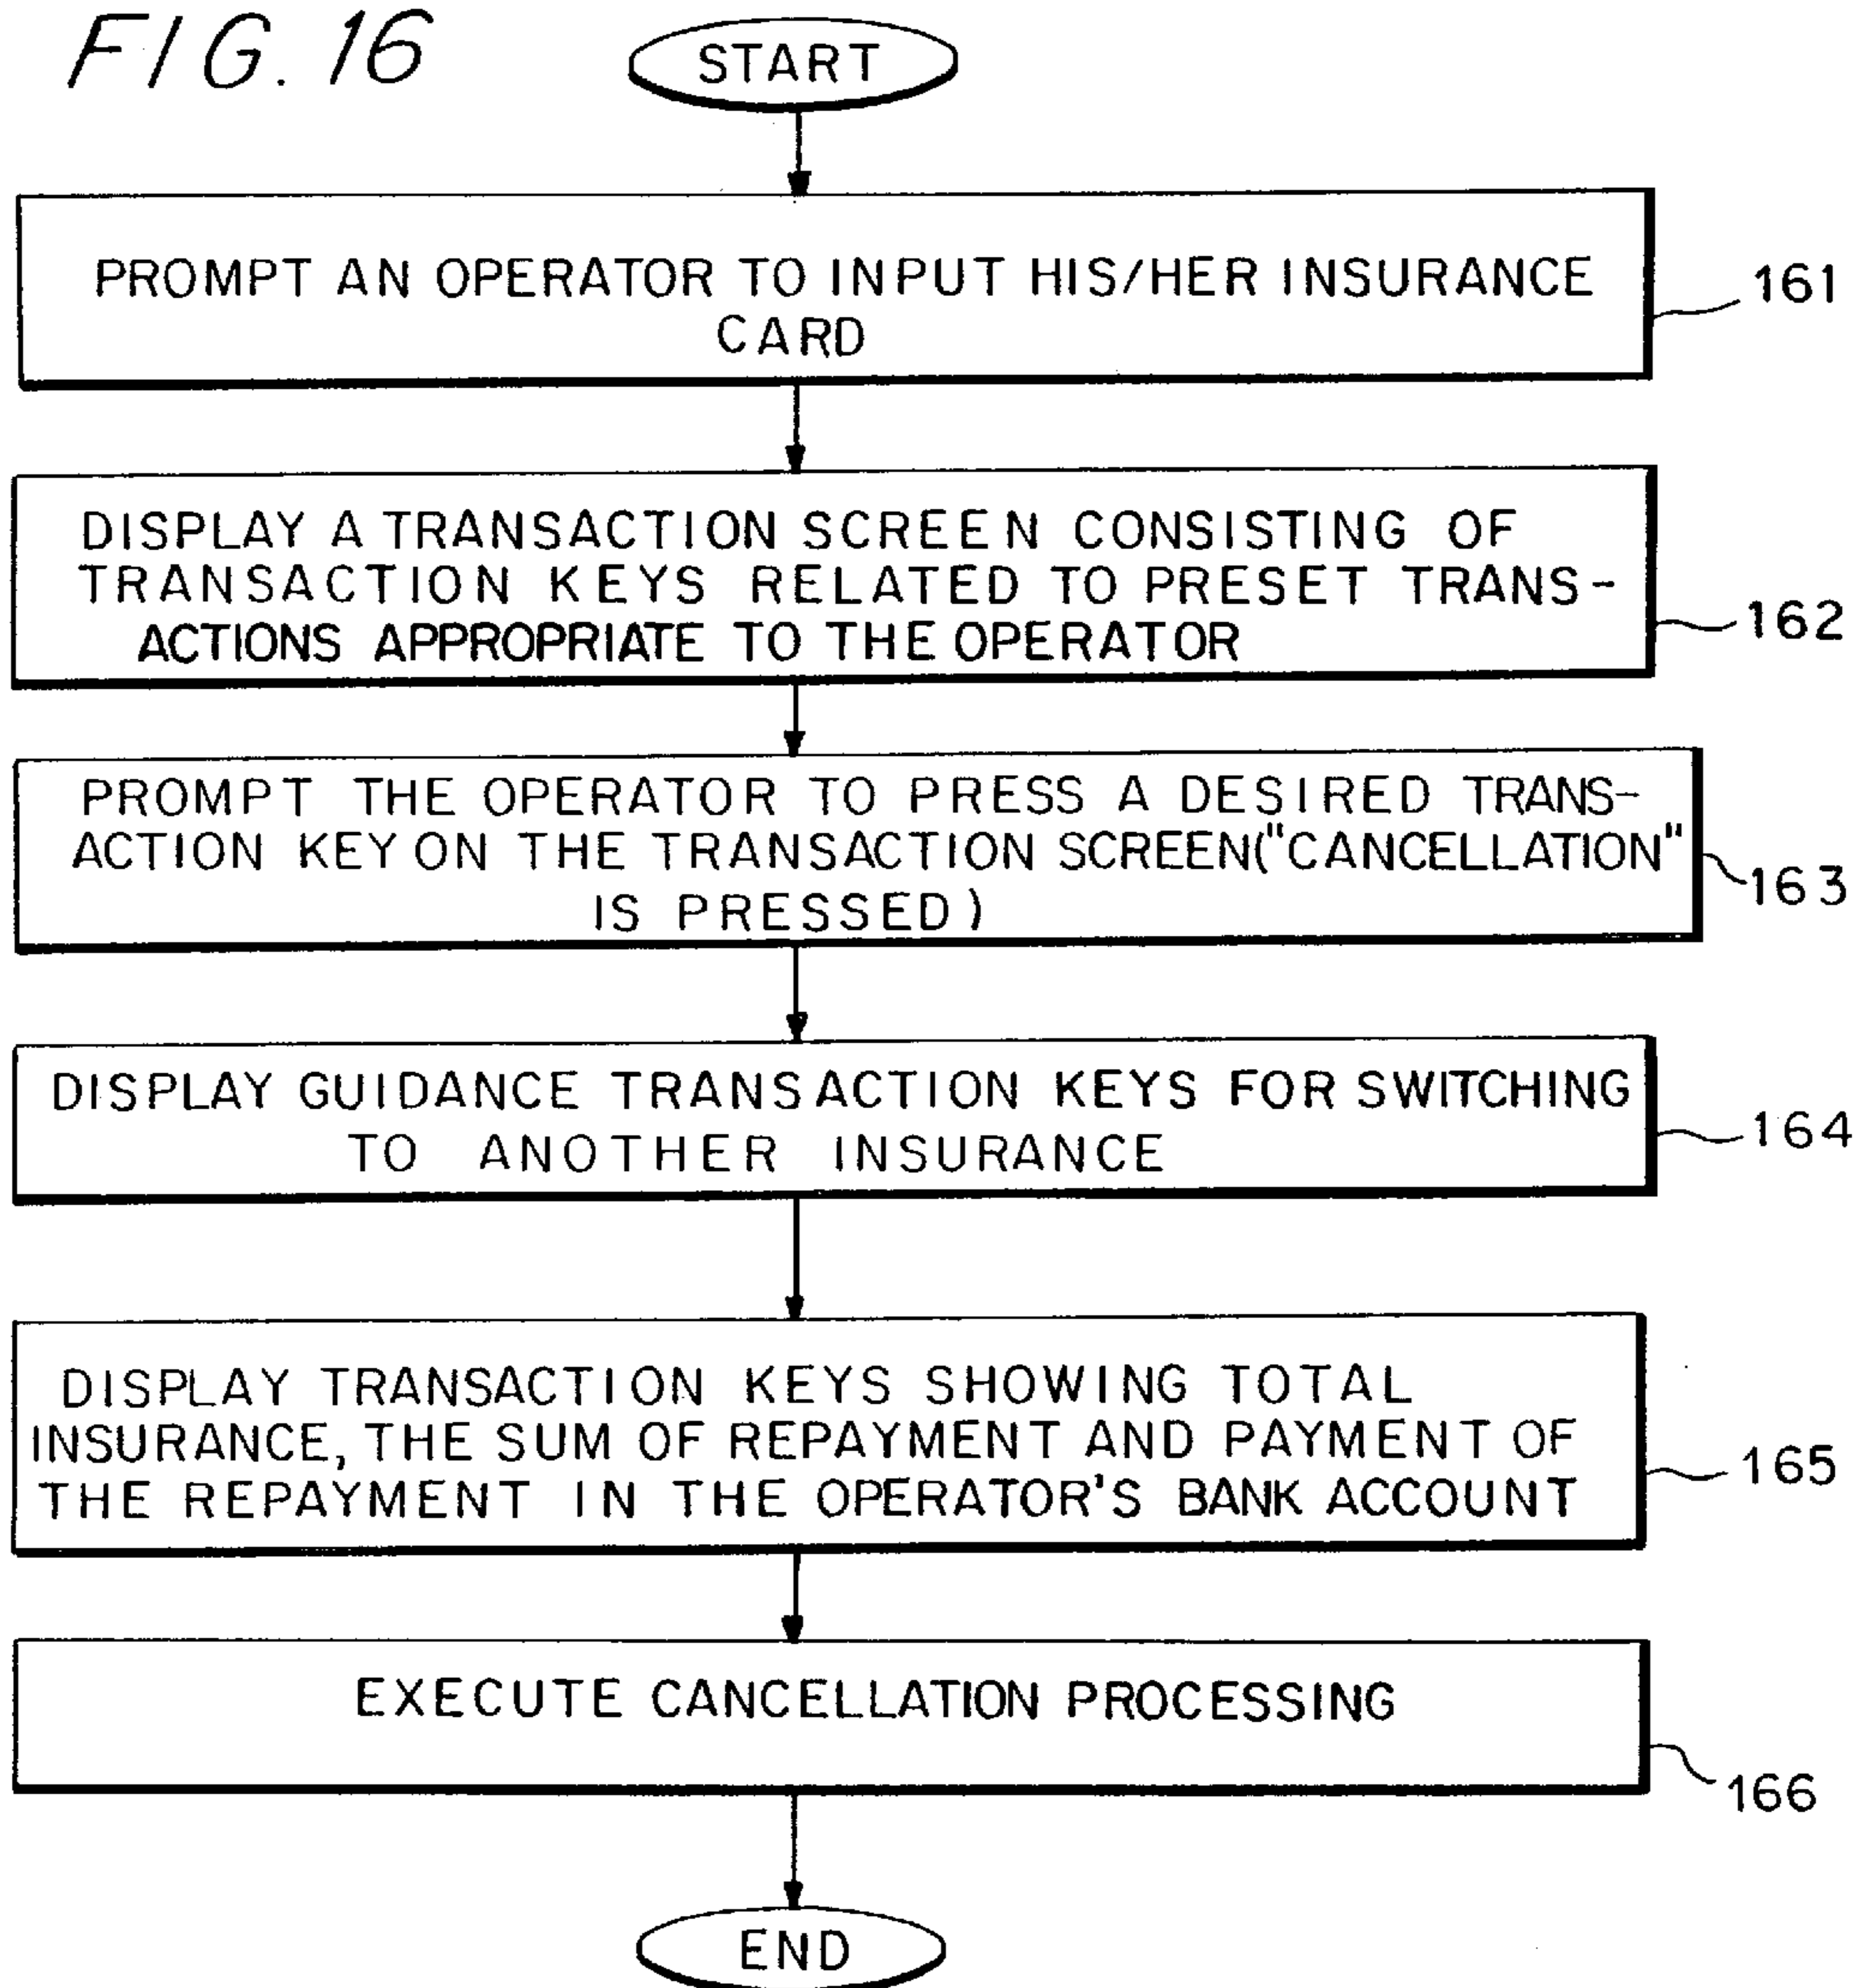 FIG. 16
START
PROMPT AN OPERATOR TO INPUT HIS/HER INSURANCE
CARD
161
DISPLAY A TRANSACTION SCREEN CONSISTING OF
TRANSACTION KEYS RELATED TO PRESET TRANS-
ACTIONS APPROPRIATE TO THE OPERATOR
162
PROMPT THE OPERATOR TO PRESS A DESIRED TRANS-
ACTION KEY ON THE TRANSACTION SCREEN("CANCELLATION"
IS PRESSED)
163
DISPLAY GUIDANCE TRANSACTION KEYS FOR SWITCHING
TO ANOTHER INSURANCE
164
DISPLAY TRANSACTION KEYS SHOWING TOTAL
INSURANCE, THE SUM OF REPAYMENT AND PAYMENT OF
THE REPAYMENT IN THE OPERATOR'S BANK ACCOUNT
165
EXECUTE CANCELLATION PROCESSING
166
END